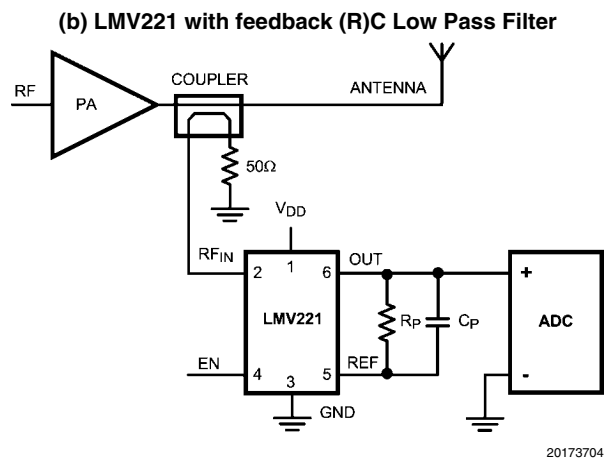 (b) LMV221 with feedback (R)C Low Pass Filter
RF
PA
COUPLER
ANTENNA
50Ω
VDD
RFIN
2
1
6
OUT
LMV221
RP
CP
+
ADC
-
EN
4
3
5
REF
GND
20173704